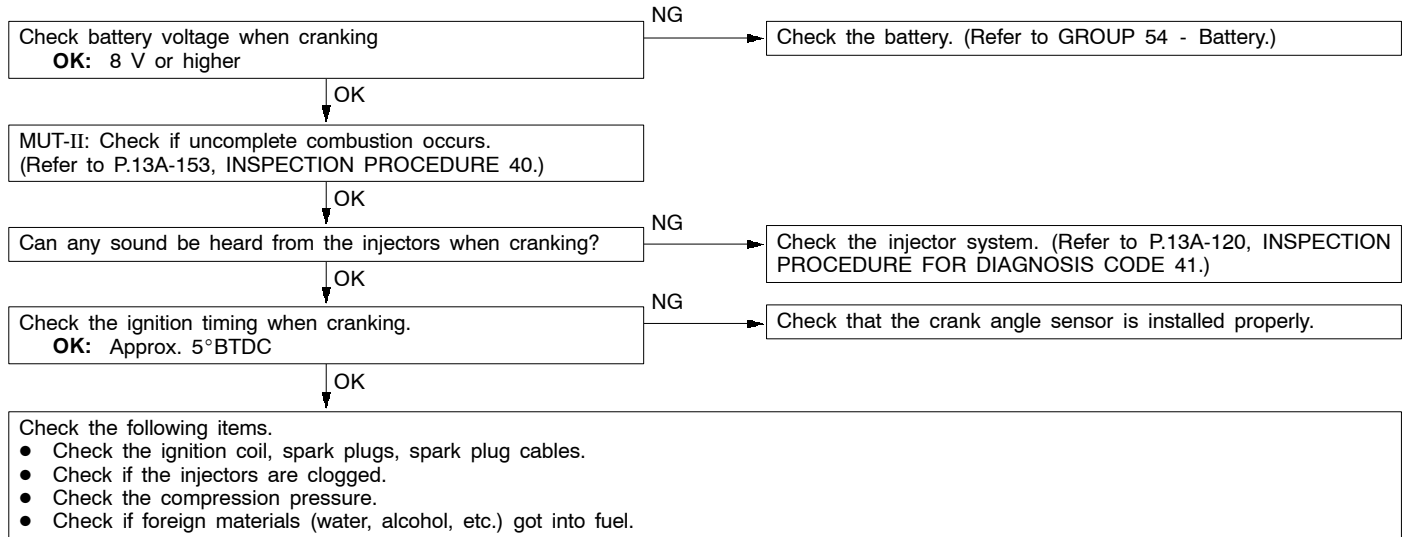 Check battery voltage when cranking
OK: 8 V or higher
NG
Check the battery. (Refer to GROUP 54 - Battery.)
OK
MUT-II: Check if uncomplete combustion occurs.
(Refer to P.13A-153, INSPECTION PROCEDURE 40.)
OK
Can any sound be heard from the injectors when cranking?
NG
Check the injector system. (Refer to P.13A-120, INSPECTION
PROCEDURE FOR DIAGNOSIS CODE 41.)
OK
Check the ignition timing when cranking.
OK: Approx. 5°BTDC
NG
Check that the crank angle sensor is installed properly.
OK
Check the following items.
● Check the ignition coil, spark plugs, spark plug cables.
● Check if the injectors are clogged.
● Check the compression pressure.
● Check if foreign materials (water, alcohol, etc.) got into fuel.